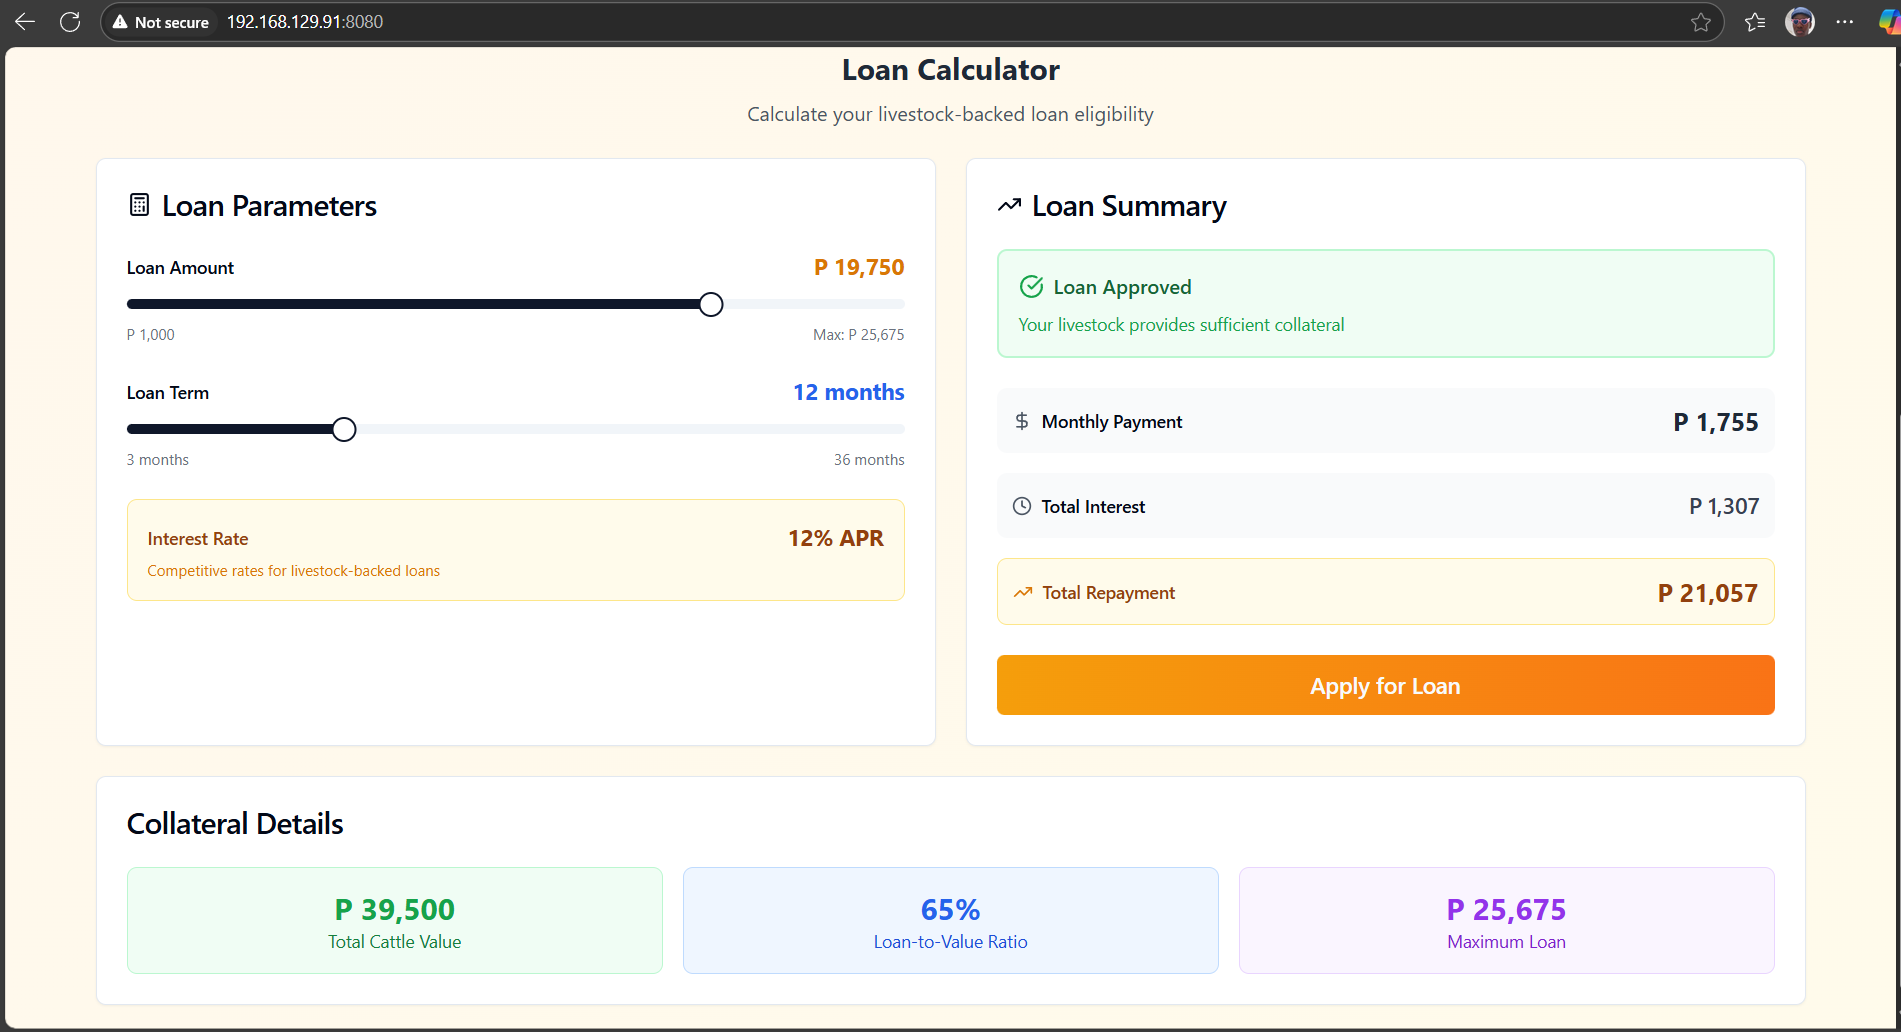 Not secure
192.168.129.91:8080
Loan Calculator
Calculate your livestock-backed loan eligibility
Loan Parameters
Loan Amount
P 19,750
P 1,000
Max: P 25,675
Loan Term
12 months
3 months
36 months
Interest Rate
12% APR
Competitive rates for livestock-backed loans
Loan Summary
Loan Approved
Your livestock provides sufficient collateral
Monthly Payment
P 1,755
Total Interest
P 1,307
Total Repayment
P 21,057
Apply for Loan
Collateral Details
P 39,500
Total Cattle Value
65%
Loan-to-Value Ratio
P 25,675
Maximum Loan